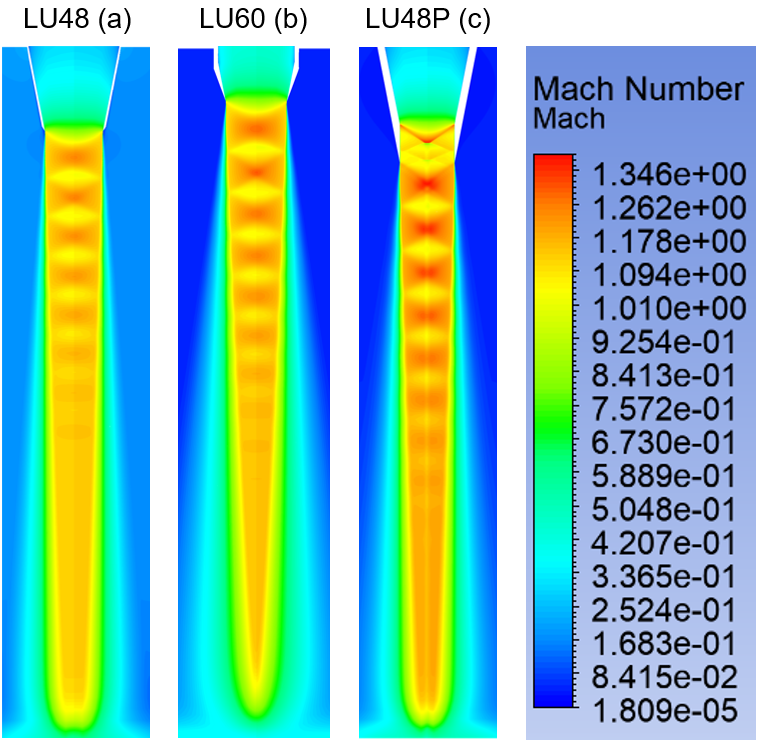 LU48 (a)
LU60 (b)
LU48P (c)
Mach Number
Mach
1.346e+00
1.262e+00
1.178e+00
1.094e+00
1.010e+00
9.254e-01
8.413e-01
7.572e-01
6.730e-01
5.889e-01
5.048e-01
4.207e-01
3.365e-01
2.524e-01
1.683e-01
8.415e-02
1.809e-05